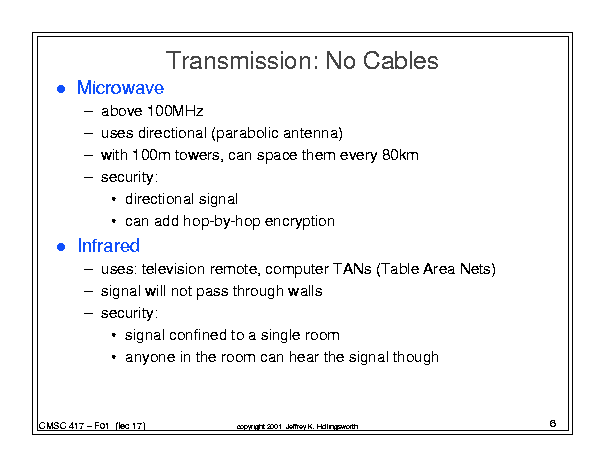 Transmission: No Cables
● Microwave
– above 100MHz
– uses directional (parabolic antenna)
– with 100m towers, can space them every 80km
– security:
• directional signal
• can add hop-by-hop encryption
● Infrared
– uses: television remote, computer TANs (Table Area Nets)
– signal will not pass through walls
– security:
• signal confined to a single room
• anyone in the room can hear the signal though
CMSC 417 – F01 (lec 17) copyright 2001 Jeffrey K. Hollingsworth 6